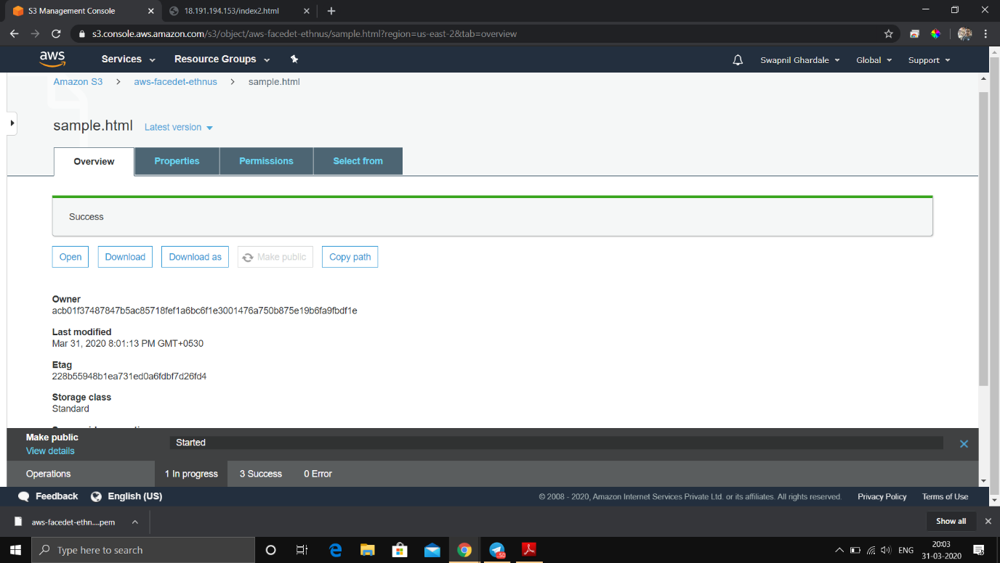 S3 Management Console
18.191.194.153/index2.html
s3.console.aws.amazon.com/s3/object/aws-facedet-ethnus/sample.html?region=us-east-2&tab=overview
aws Services Resource Groups Swapnil Ghardale Global Support
Amazon S3 > aws-facedet-ethnus > sample.html
sample.html Latest version
Overview Properties Permissions Select from
Success
Open Download Download as Make public Copy path
Owner
acb01f37487847b5ac85718fef1a6bc6f1e3001476a750b875e19b6fa9fbdf1e
Last modified
Mar 31, 2020 8:01:13 PM GMT+0530
Etag
228b55948b1ea731ed0a6fdbf7d26fd4
Storage class
Standard
Make public
View details
Started
Operations 1 In progress 3 Success 0 Error
Feedback English (US) © 2008 - 2020, Amazon Internet Services Private Ltd. or its affiliates. All rights reserved. Privacy Policy Terms of Use
aws-facedet-ethn....pem Show all
Type here to search
ENG
20:03
31-03-2020